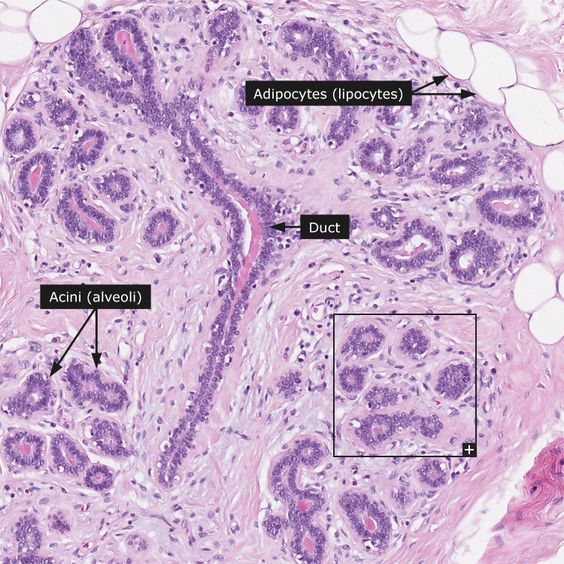 Adipocytes (lipocytes)
Duct
Acini (alveoli)
+